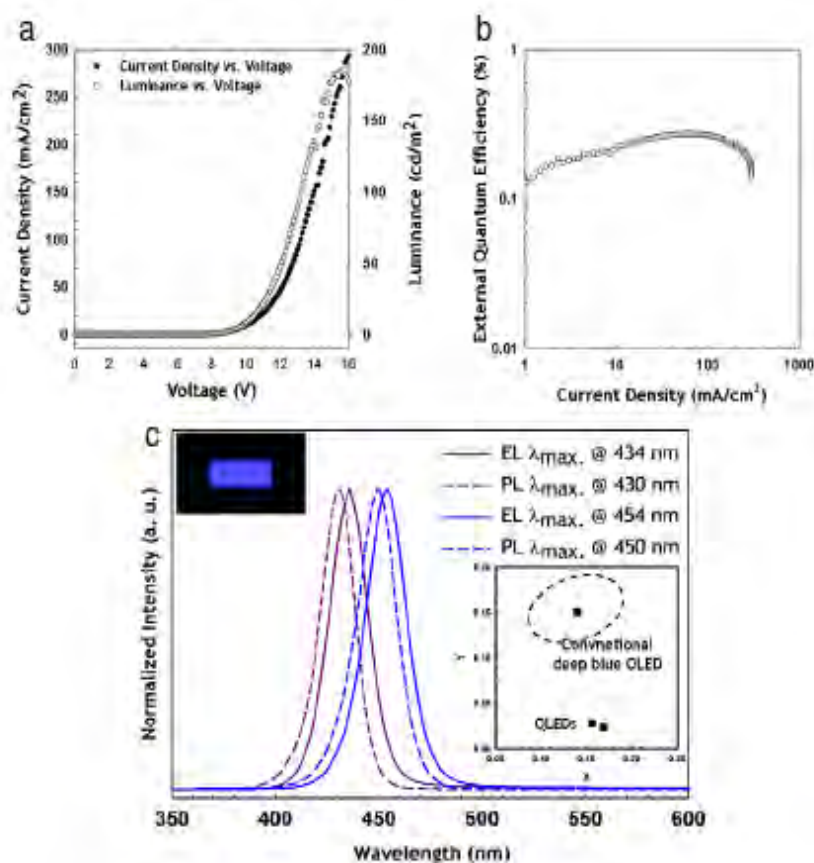 a
Current Density vs. Voltage
Luminance vs. Voltage
Current Density (mA/cm²)
300
250
200
150
100
50
0
Luminance (cd/m²)
200
150
100
50
0
0 2 4 6 8 10 12 14 16
Voltage (V)
b
External Quantum Efficiency (%)
1
0.1
0.01
1 10 100 1000
Current Density (mA/cm²)
c
EL λmax. @ 434 nm
PL λmax. @ 430 nm
EL λmax. @ 454 nm
PL λmax. @ 450 nm
Normalized Intensity (a. u.)
Convnetional
deep blue OLED
QLEDs
350 400 450 500 550 600
Wavelength (nm)